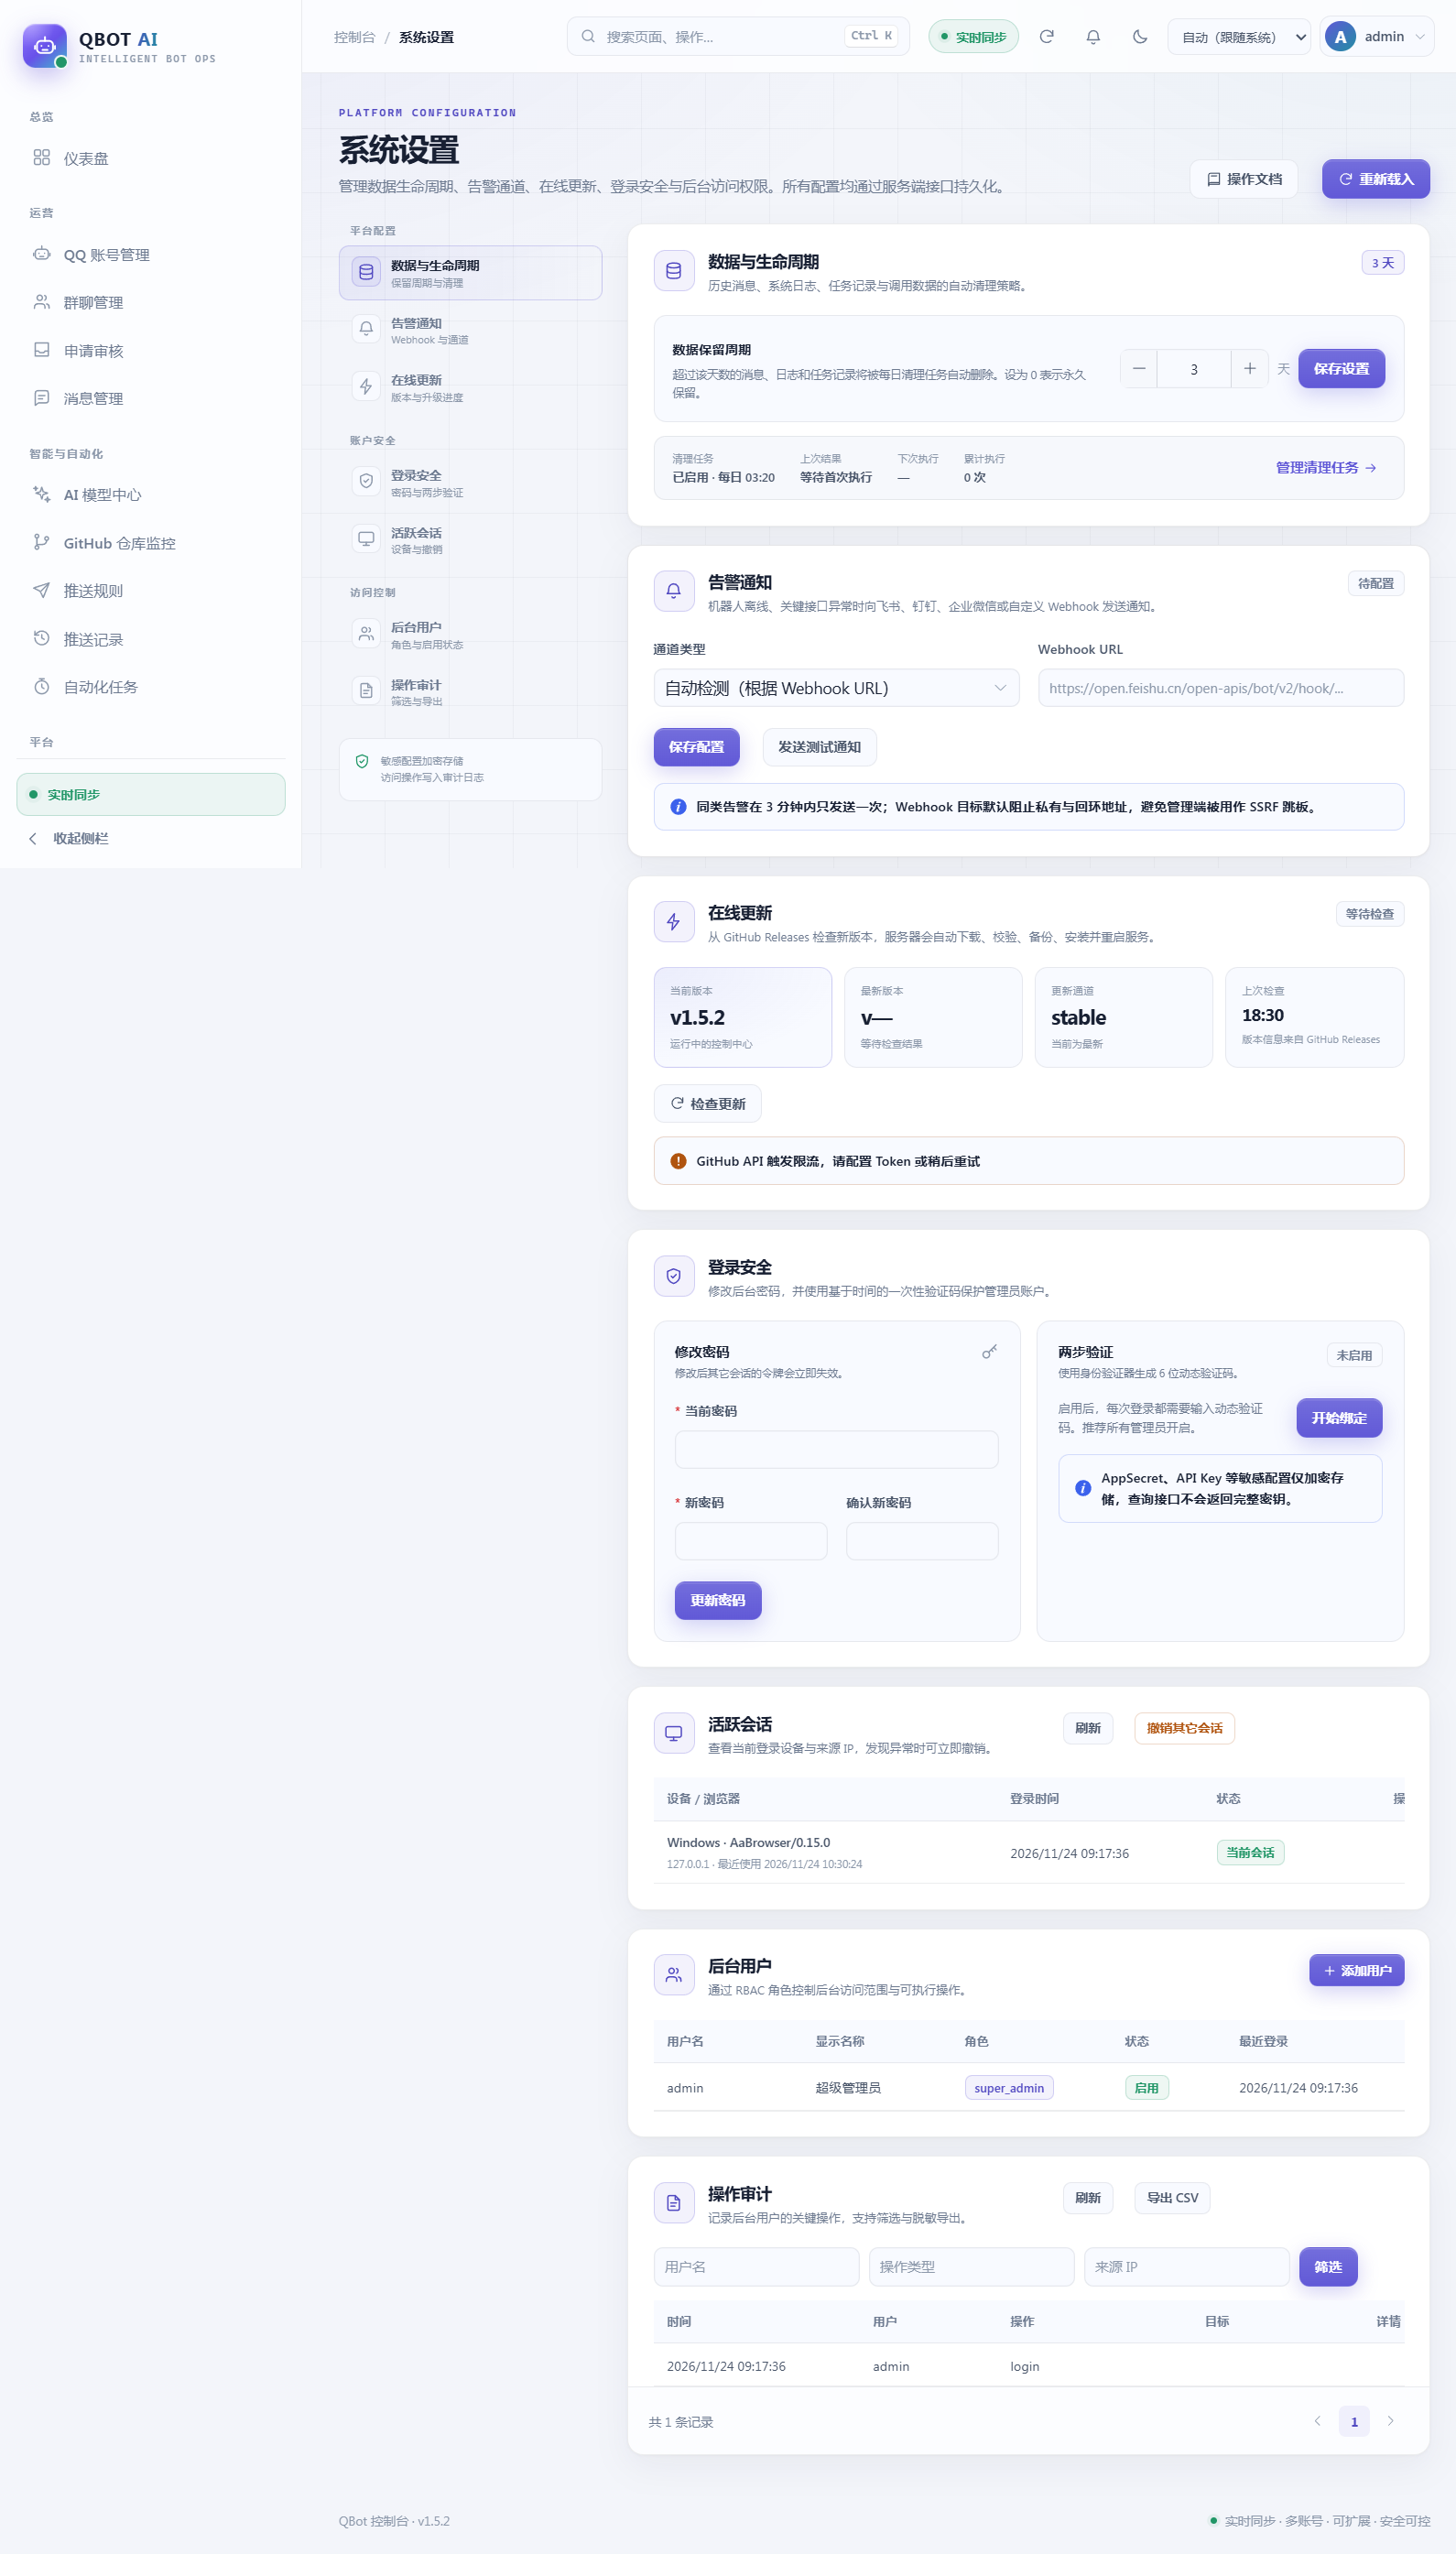 QBOT AI
INTELLIGENT BOT OPS
总览
仪表盘
运营
QQ 账号管理
群聊管理
申请审核
消息管理
智能与自动化
AI 模型中心
GitHub 仓库监控
推送规则
推送记录
自动化任务
平台
实时同步
收起侧栏
控制台 / 系统设置
搜索页面、操作...
Ctrl K
实时同步
自动（跟随系统）
A
admin
PLATFORM CONFIGURATION
系统设置
管理数据生命周期、告警通道、在线更新、登录安全与后台访问权限。所有配置均通过服务端接口持久化。
操作文档
重新载入
平台配置
数据与生命周期
保留周期与清理
告警通知
Webhook 与通道
在线更新
版本与升级进度
账户安全
登录安全
密码与两步验证
活跃会话
设备与撤销
访问控制
后台用户
角色与启用状态
操作审计
筛选与导出
敏感配置加密存储
访问操作写入审计日志
数据与生命周期
历史消息、系统日志、任务记录与调用数据的自动清理策略。
3 天
数据保留周期
超过该天数的消息、日志和任务记录将被每日清理任务自动删除。设为 0 表示永久
保留。
3
天
保存设置
清理任务
已启用 · 每日 03:20
上次结果
等待首次执行
下次执行
—
累计执行
0 次
管理清理任务 →
告警通知
机器人离线、关键接口异常时向飞书、钉钉、企业微信或自定义 Webhook 发送通知。
待配置
通道类型
Webhook URL
自动检测（根据 Webhook URL）
https://open.feishu.cn/open-apis/bot/v2/hook/...
保存配置
发送测试通知
同类告警在 3 分钟内只发送一次；Webhook 目标默认阻止私有与回环地址，避免管理端被用作 SSRF 跳板。
在线更新
从 GitHub Releases 检查新版本，服务器会自动下载、校验、备份、安装并重启服务。
等待检查
当前版本
v1.5.2
运行中的控制中心
最新版本
v—
等待检查结果
更新通道
stable
当前为最新
上次检查
18:30
版本信息来自 GitHub Releases
检查更新
GitHub API 触发限流，请配置 Token 或稍后重试
登录安全
修改后台密码，并使用基于时间的一次性验证码保护管理员账户。
修改密码
修改后其它会话的令牌会立即失效。
* 当前密码
* 新密码
确认新密码
更新密码
两步验证
使用身份验证器生成 6 位动态验证码。
未启用
启用后，每次登录都需要输入动态验证
码。推荐所有管理员开启。
开始绑定
AppSecret、API Key 等敏感配置仅加密存
储，查询接口不会返回完整密钥。
活跃会话
查看当前登录设备与来源 IP，发现异常时可立即撤销。
刷新
撤销其它会话
设备 / 浏览器
登录时间
状态
操
Windows · AaBrowser/0.15.0
127.0.0.1 · 最近使用 2026/11/24 10:30:24
2026/11/24 09:17:36
当前会话
后台用户
通过 RBAC 角色控制后台访问范围与可执行操作。
添加用户
用户名
显示名称
角色
状态
最近登录
admin
超级管理员
super_admin
启用
2026/11/24 09:17:36
操作审计
记录后台用户的关键操作，支持筛选与脱敏导出。
刷新
导出 CSV
用户名
操作类型
来源 IP
筛选
时间
用户
操作
目标
详情
2026/11/24 09:17:36
admin
login
共 1 条记录
1
QBot 控制台 · v1.5.2
实时同步 · 多账号 · 可扩展 · 安全可控